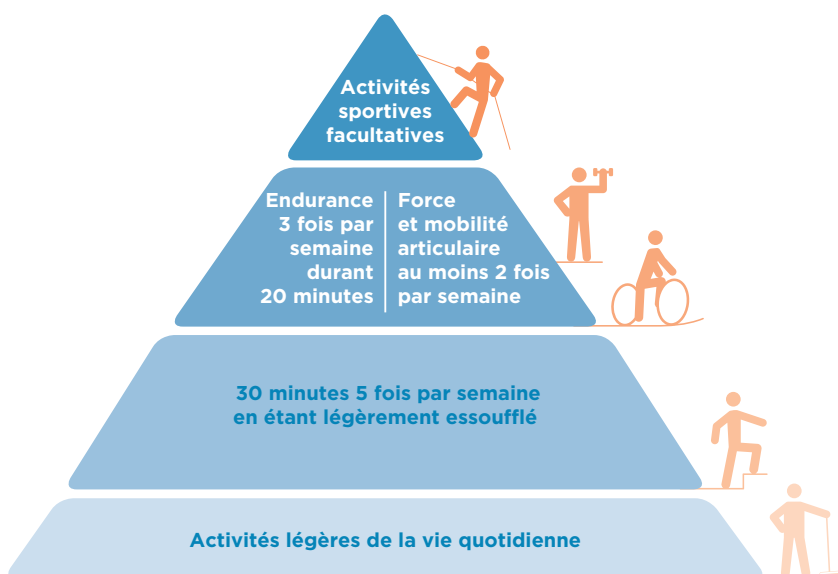 Activités
sportives
facultatives
Endurance
3 fois par
semaine
durant
20 minutes
Force
et mobilité
articulaire
au moins 2 fois
par semaine
30 minutes 5 fois par semaine
en étant légèrement essoufflé
Activités légères de la vie quotidienne